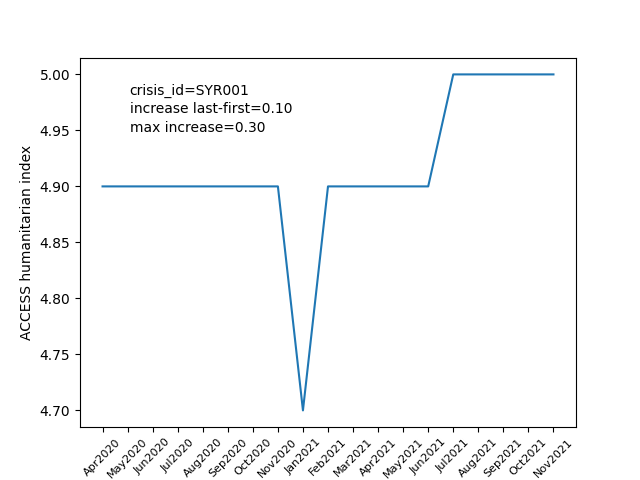 crisis_id=SYR001
increase last-first=0.10
max increase=0.30
ACCESS humanitarian index
5.00
4.95
4.90
4.85
4.80
4.75
4.70
Apr2020
May2020
Jun2020
Jul2020
Aug2020
Sep2020
Oct2020
Nov2020
Jan2021
Feb2021
Mar2021
Apr2021
May2021
Jun2021
Jul2021
Aug2021
Sep2021
Oct2021
Nov2021